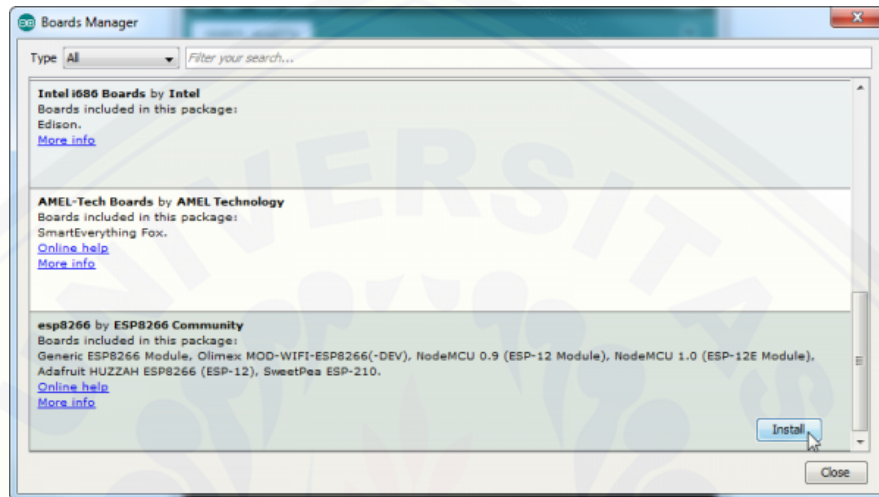 Boards Manager
Type All Filter your search...
Intel i686 Boards by Intel
Boards included in this package:
Edison.
More info
AMEL-Tech Boards by AMEL Technology
Boards included in this package:
SmartEverything Fox.
Online help
More info
esp8266 by ESP8266 Community
Boards included in this package:
Generic ESP8266 Module, Olimex MOD-WIFI-ESP8266(-DEV), NodeMCU 0.9 (ESP-12 Module), NodeMCU 1.0 (ESP-12E Module),
Adafruit HUZZAH ESP8266 (ESP-12), SweetPea ESP-210.
Online help
More info
Install
Close
UNIVERSITAS